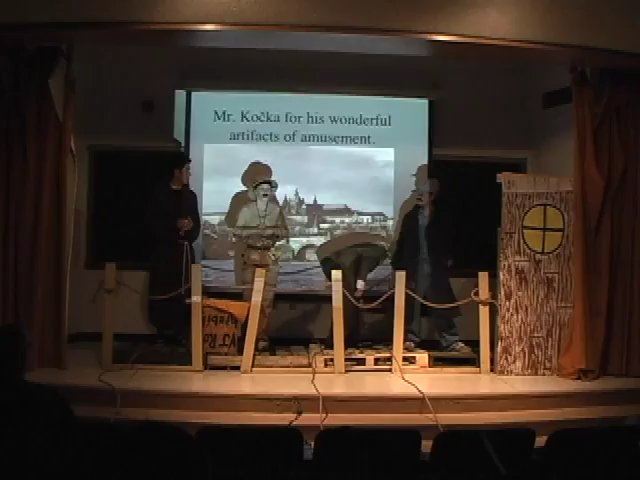 Mr. Kočka for his wonderful
artifacts of amusement.